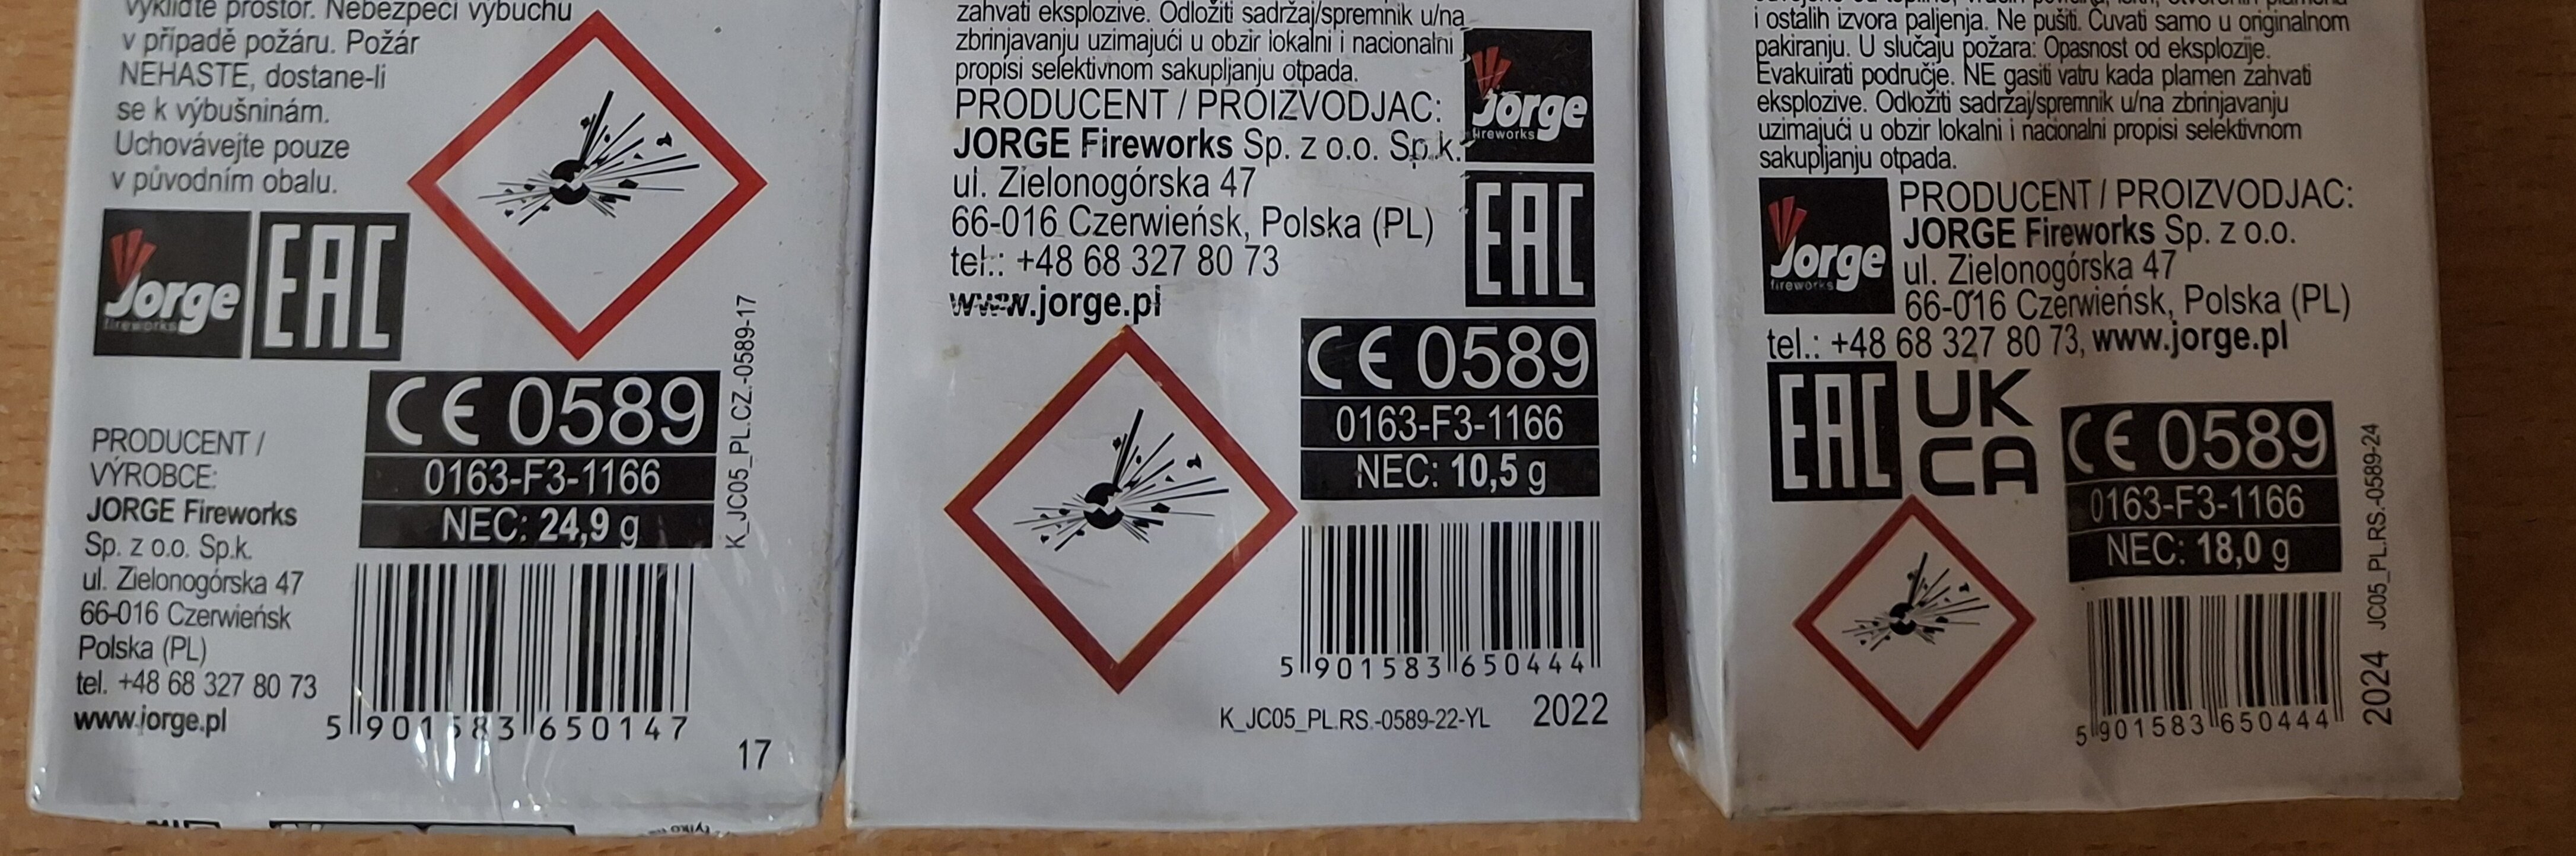 vykliďte prostor. Nebezpečí výbuchu
v případě požáru. Požár
NEHASTE, dostane-li
se k výbušninám.
Uchovávejte pouze
v původním obalu.
Jorge
fireworks
EAC
CE 0589
0163-F3-1166
NEC: 24,9 g
K_JC05_PL.CZ.-0589-17
PRODUCENT /
VÝROBCE:
JORGE Fireworks
Sp. z o.o. Sp.k.
ul. Zielonogórska 47
66-016 Czerwieńsk
Polska (PL)
tel. +48 68 327 80 73
www.jorge.pl
5 901583 650147
17
zahvati eksplozive. Odložiti sadržaj/spremnik u/na
zbrinjavanju uzimajući u obzir lokalni i nacionalni
propisi selektivnom sakupljanju otpada.
PRODUCENT / PROIZVODJAC:
JORGE Fireworks Sp. z o.o. Sp.k.
ul. Zielonogórska 47
66-016 Czerwieńsk, Polska (PL)
tel.: +48 68 327 80 73
www.jorge.pl
Jorge
fireworks
EAC
CE 0589
0163-F3-1166
NEC: 10,5 g
5 901583 650444
K_JC05_PL.RS.-0589-22-YL 2022
i ostalih izvora paljenja. Ne pušiti. Čuvati samo u originalnom
pakiranju. U slučaju požara: Opasnost od eksplozije.
Evakuirati područje. NE gasiti vatru kada plamen zahvati
eksplozive. Odložiti sadržaj/spremnik u/na zbrinjavanju
uzimajući u obzir lokalni i nacionalni propisi selektivnom
sakupljanju otpada.
Jorge
fireworks
PRODUCENT / PROIZVODJAC:
JORGE Fireworks Sp. z o.o.
ul. Zielonogórska 47
66-016 Czerwieńsk, Polska (PL)
tel.: +48 68 327 80 73, www.jorge.pl
EAC
UK
CA
CE 0589
0163-F3-1166
NEC: 18,0 g
5 901583 650444
2024 JC05_PL.RS.-0589-24